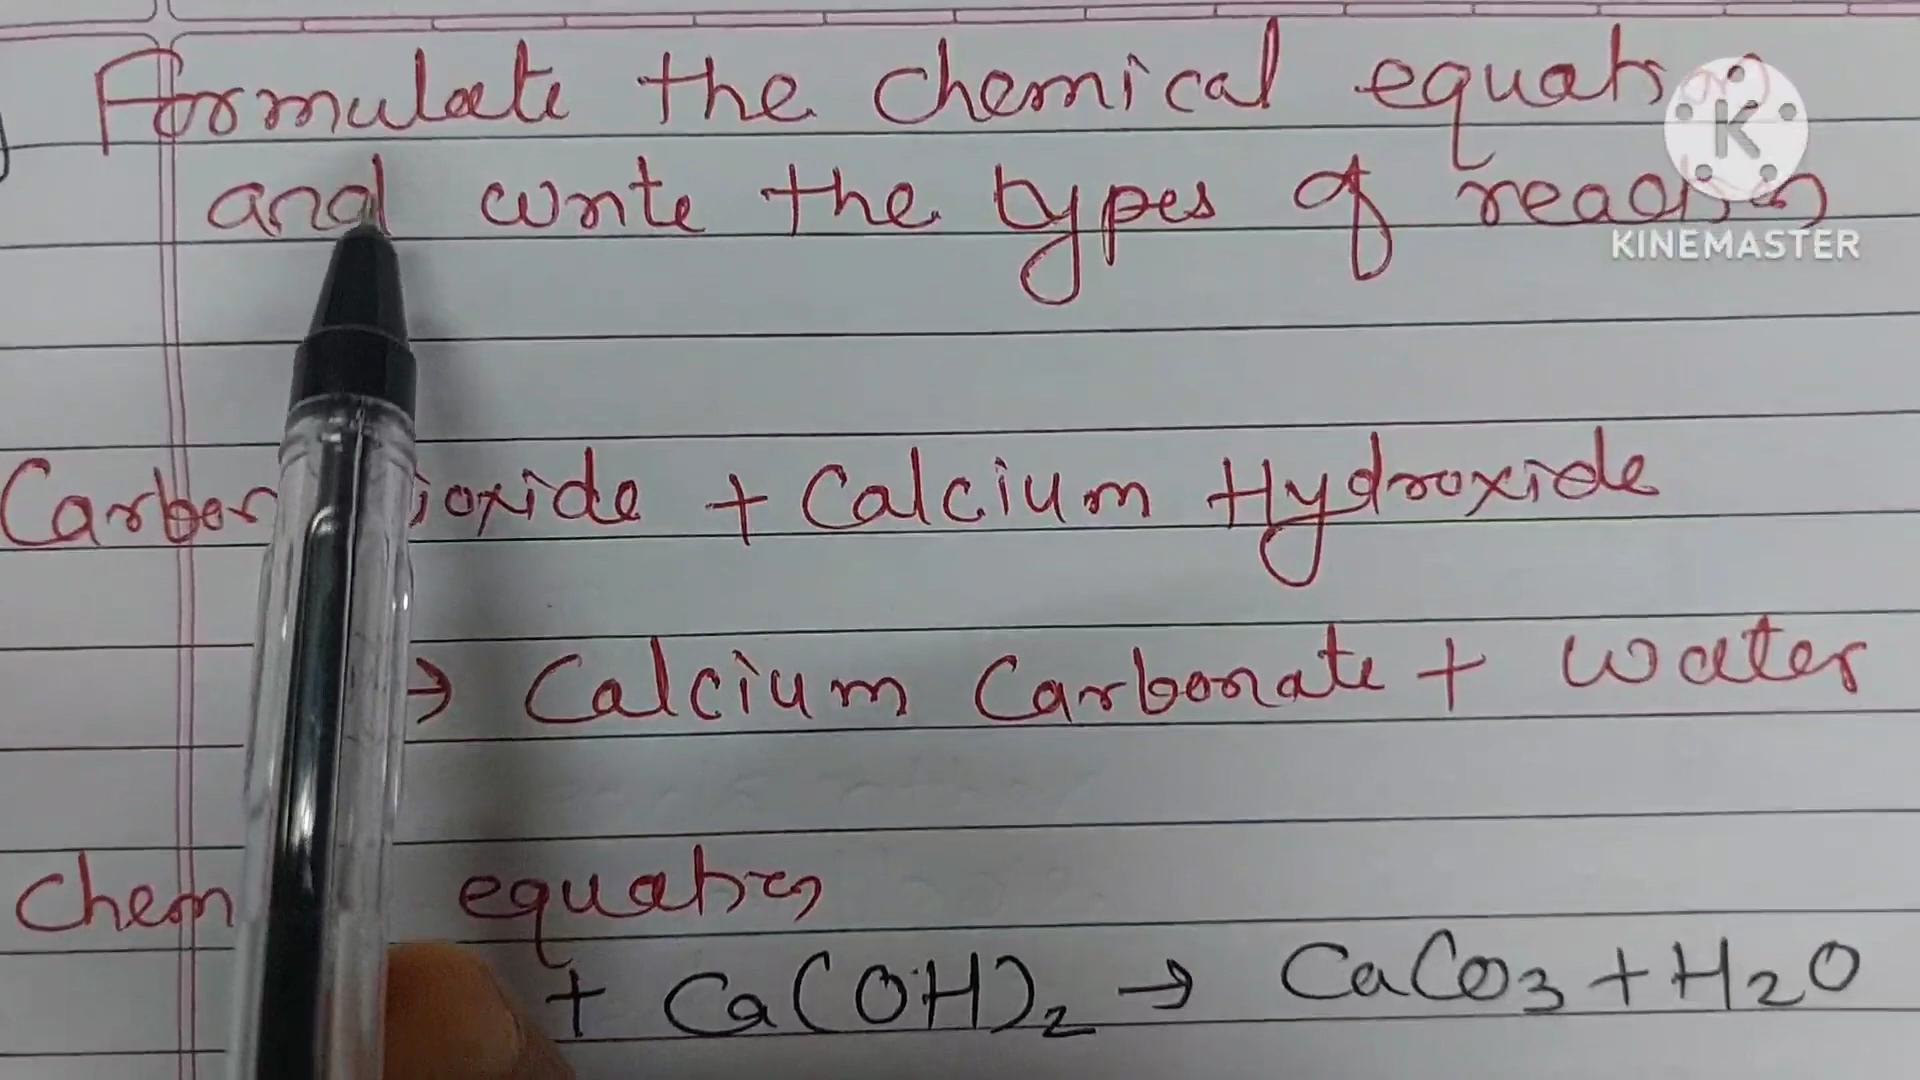 Formulate the chemical equation
and write the types of reaction
KINEMASTER
Carbon ioxide + Calcium Hydroxide
→ Calcium Carbonate + water
Chem equation
+ Ca(OH)2 → CaCO3 + H2O